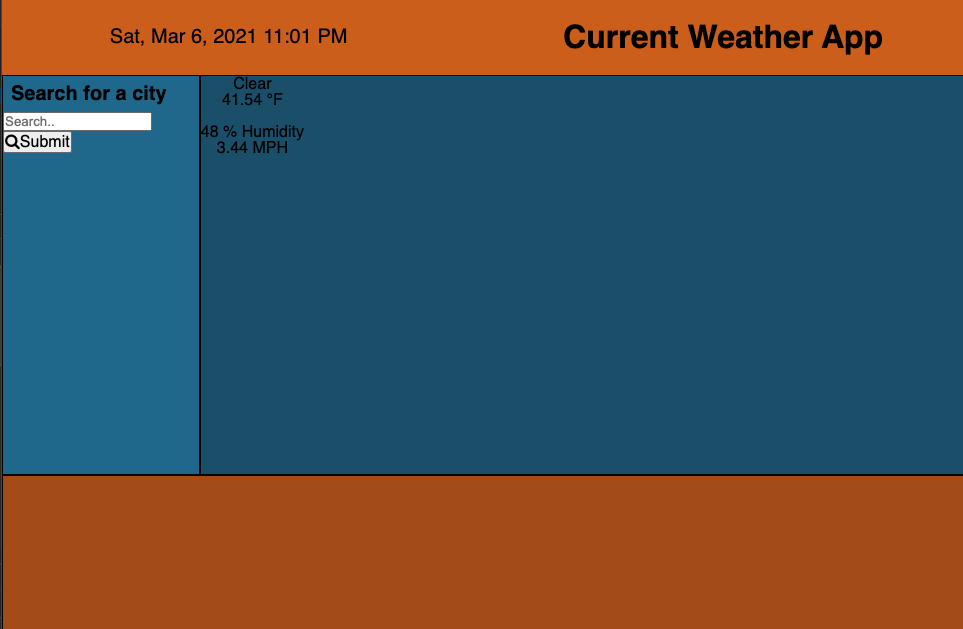 Sat, Mar 6, 2021 11:01 PM
Current Weather App
Search for a city
Search..
Submit
Clear
41.54 °F
48 % Humidity
3.44 MPH